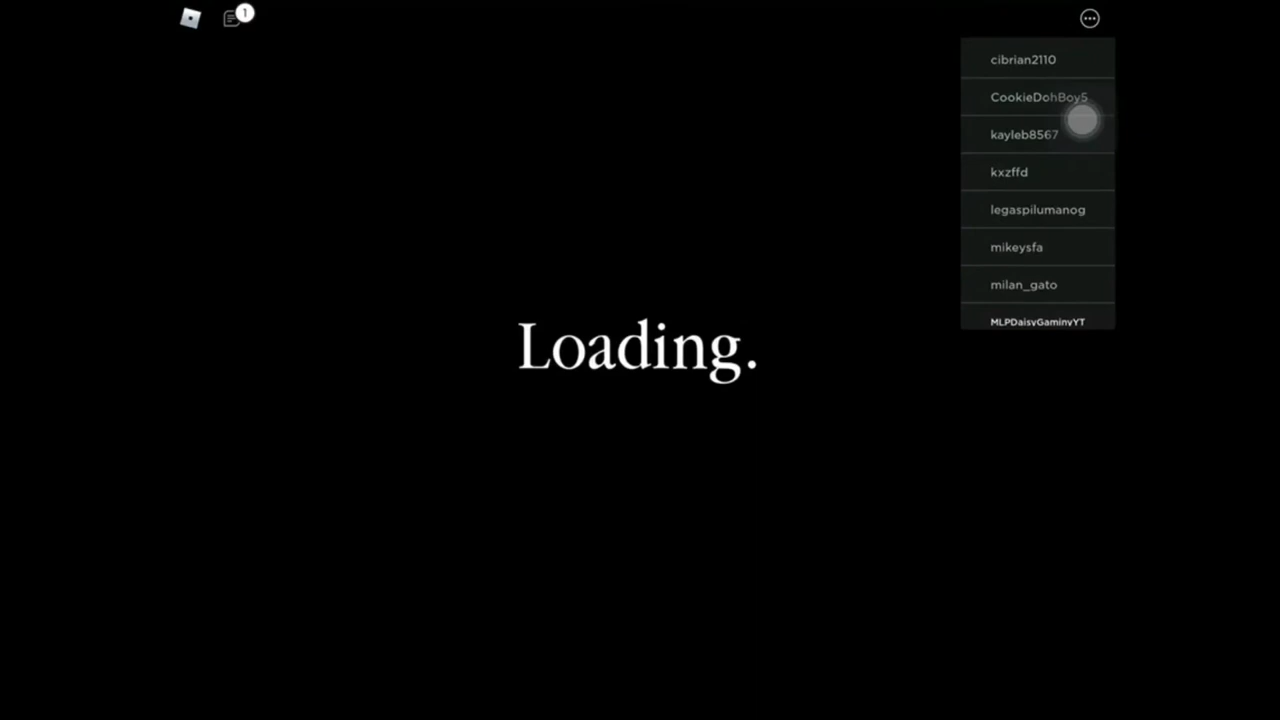 1
cibrian2110
CookieDohBoy5
kayleb8567
kxzffd
legaspilumanog
mikeysfa
milan_gato
MLPDaisyGaminyYT
Loading.